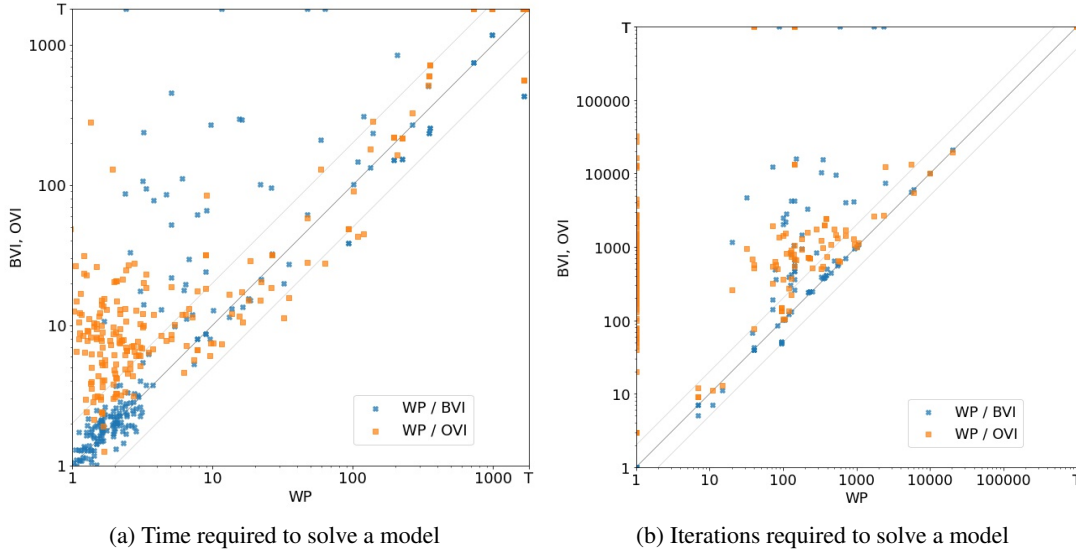 T
1000
100
10
1
BVI, OVI
1
10
100
1000
T
WP
WP / BVI
WP / OVI
(a) Time required to solve a model
T
100000
10000
1000
100
10
1
BVI, OVI
1
10
100
1000
10000
100000
T
WP
WP / BVI
WP / OVI
(b) Iterations required to solve a model